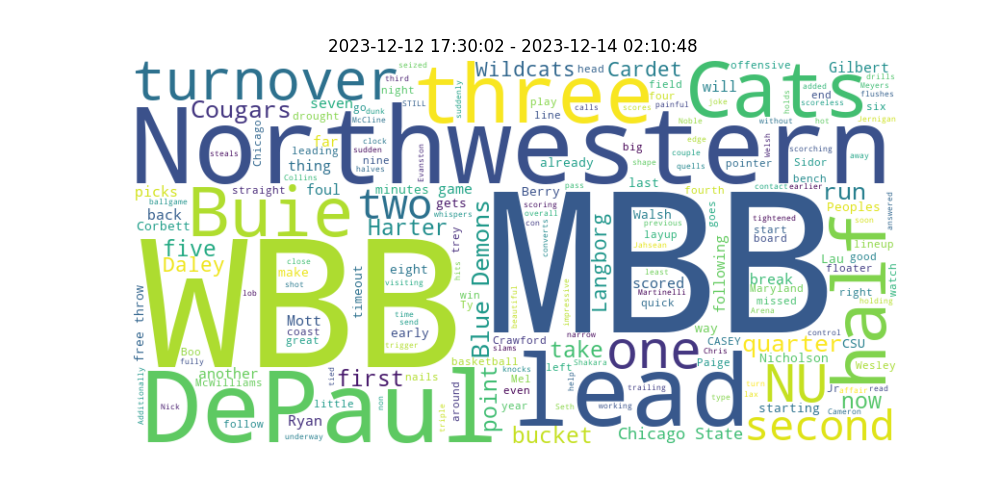 2023-12-12 17:30:02 - 2023-12-14 02:10:48
turnover
three
Wildcats
head
Cardet
Cats
offensive
Gilbert
Cougars
seven
go
night
third
seized
STILL
suddenly
play
calls
line
field
four
scores
painful
will
joke
added
end
scoreless
holds
drills
Meyers
flushes
six
Jernigan
drought
dunk
McCline
Northwestern
Noble
without
hot
steals
Chicago
leading
thing
far
clock
sudden
nine
halves
Evanston
already
big
shape
edge
couple
quells
pointer
Welsh
scorching
Sidor
bench
away
Collins
picks
ballgame
back
Corbett
straight
foul
minutes
game
gets
whispers
trey
Berry
scoring
overall
con
pass
converts
last
fourth
contact
earlier
run
Peoples
soon
answered
Buie
two
Harter
Blue Demons
MBB
Langborg
Walsh
previous
layup
Jahsean
goes
following
tightened
start
board
half
lineup
five
Daley
WBB
close
make
shot
lob
timeout
eight
visiting
hits
least
scored
Martinelli
quick
break
Maryland
missed
Arena
Lau
good
floater
right
holding
watch
free throw
Mott
coast
great
time
send
early
trigger
win
Ty
beautiful
impressive
narrow
way
control
Boo
fully
Crawford
slams
take
one
CASEY
Chris
Paige
quarter
CSU
Nicholson
Wesley
basketball
another
McWilliams
DePaul
tied
first
nails
knocks
Shakara
Mel
even
left
help
lead
trailing
type
turn
lax
NU
Jr
affair
read
now
Additionally
Nick
follow
Ryan
underway
little
non
triple
around
point
year
Seth
working
bucket
Chicago State
starting
Cameron
second